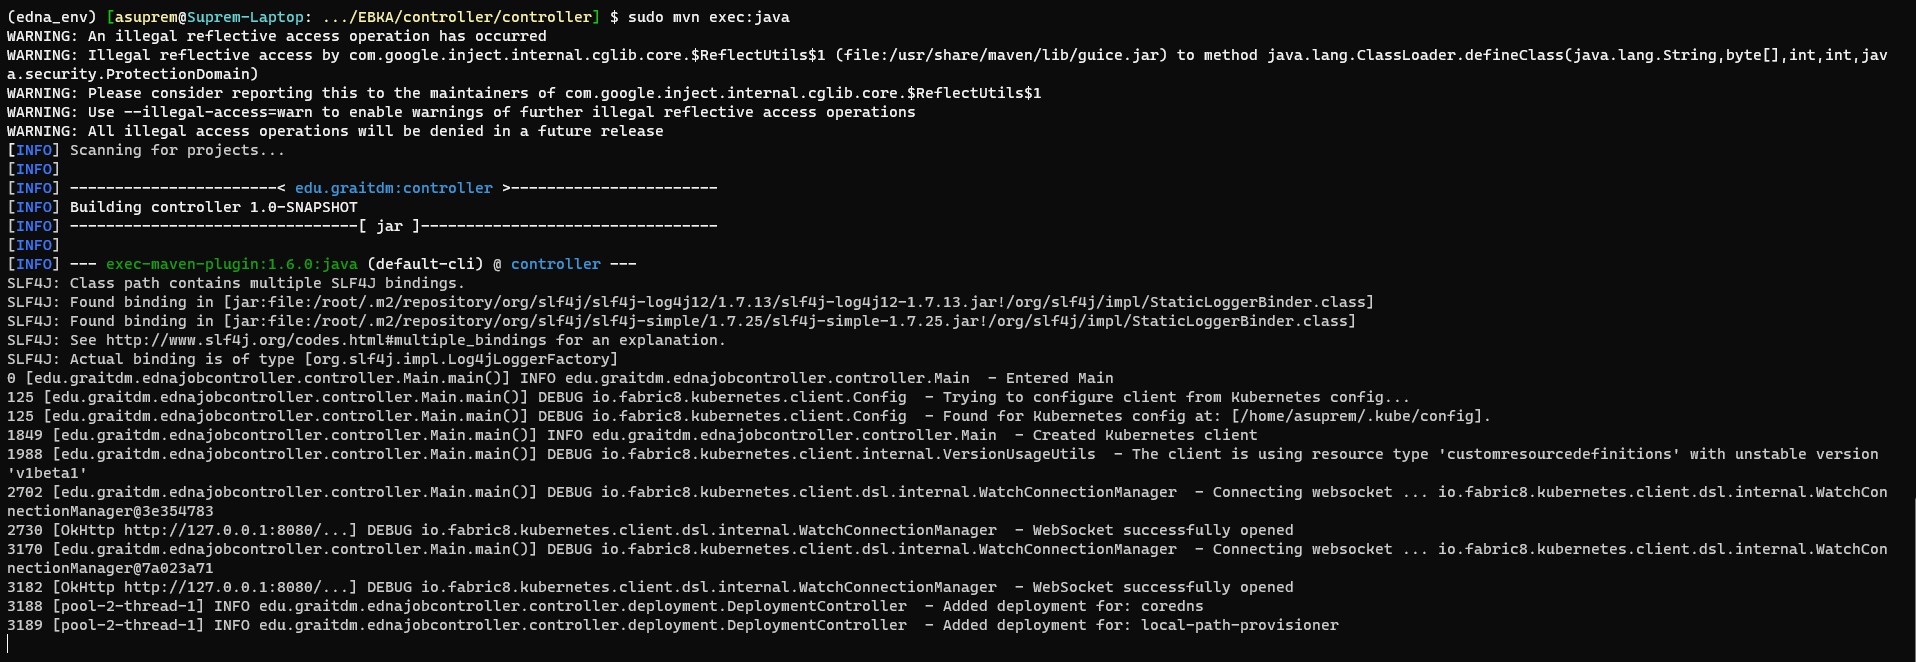 (edna_env) [asuprem@Suprem-Laptop: .../EBKA/controller/controller] $ sudo mvn exec:java
WARNING: An illegal reflective access operation has occurred
WARNING: Illegal reflective access by com.google.inject.internal.cglib.core.$ReflectUtils$1 (file:/usr/share/maven/lib/guice.jar) to method java.lang.ClassLoader.defineClass(java.lang.String,byte[],int,int,jav
a.security.ProtectionDomain)
WARNING: Please consider reporting this to the maintainers of com.google.inject.internal.cglib.core.$ReflectUtils$1
WARNING: Use --illegal-access=warn to enable warnings of further illegal reflective access operations
WARNING: All illegal access operations will be denied in a future release
[INFO] Scanning for projects...
[INFO]
[INFO] -----------------------< edu.graitdm:controller >-----------------------
[INFO] Building controller 1.0-SNAPSHOT
[INFO] --------------------------------[ jar ]---------------------------------
[INFO]
[INFO] --- exec-maven-plugin:1.6.0:java (default-cli) @ controller ---
SLF4J: Class path contains multiple SLF4J bindings.
SLF4J: Found binding in [jar:file:/root/.m2/repository/org/slf4j/slf4j-log4j12/1.7.13/slf4j-log4j12-1.7.13.jar!/org/slf4j/impl/StaticLoggerBinder.class]
SLF4J: Found binding in [jar:file:/root/.m2/repository/org/slf4j/slf4j-simple/1.7.25/slf4j-simple-1.7.25.jar!/org/slf4j/impl/StaticLoggerBinder.class]
SLF4J: See http://www.slf4j.org/codes.html#multiple_bindings for an explanation.
SLF4J: Actual binding is of type [org.slf4j.impl.Log4jLoggerFactory]
0 [edu.graitdm.ednajobcontroller.controller.Main.main()] INFO edu.graitdm.ednajobcontroller.controller.Main  - Entered Main
125 [edu.graitdm.ednajobcontroller.controller.Main.main()] DEBUG io.fabric8.kubernetes.client.Config  - Trying to configure client from Kubernetes config...
125 [edu.graitdm.ednajobcontroller.controller.Main.main()] DEBUG io.fabric8.kubernetes.client.Config  - Found for Kubernetes config at: [/home/asuprem/.kube/config].
1849 [edu.graitdm.ednajobcontroller.controller.Main.main()] INFO edu.graitdm.ednajobcontroller.controller.Main  - Created Kubernetes client
1988 [edu.graitdm.ednajobcontroller.controller.Main.main()] DEBUG io.fabric8.kubernetes.client.internal.VersionUsageUtils  - The client is using resource type 'customresourcedefinitions' with unstable version
'v1beta1'
2702 [edu.graitdm.ednajobcontroller.controller.Main.main()] DEBUG io.fabric8.kubernetes.client.dsl.internal.WatchConnectionManager  - Connecting websocket ... io.fabric8.kubernetes.client.dsl.internal.WatchCon
nectionManager@3e354783
2730 [OkHttp http://127.0.0.1:8080/...] DEBUG io.fabric8.kubernetes.client.dsl.internal.WatchConnectionManager  - WebSocket successfully opened
3170 [edu.graitdm.ednajobcontroller.controller.Main.main()] DEBUG io.fabric8.kubernetes.client.dsl.internal.WatchConnectionManager  - Connecting websocket ... io.fabric8.kubernetes.client.dsl.internal.WatchCon
nectionManager@7a023a71
3182 [OkHttp http://127.0.0.1:8080/...] DEBUG io.fabric8.kubernetes.client.dsl.internal.WatchConnectionManager  - WebSocket successfully opened
3188 [pool-2-thread-1] INFO edu.graitdm.ednajobcontroller.controller.deployment.DeploymentController  - Added deployment for: coredns
3189 [pool-2-thread-1] INFO edu.graitdm.ednajobcontroller.controller.deployment.DeploymentController  - Added deployment for: local-path-provisioner